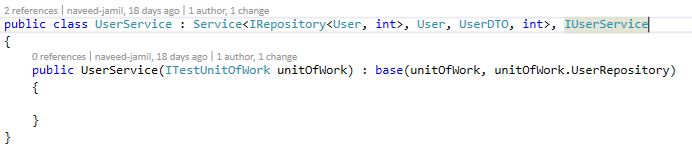 2 references | naveed-jamil, 18 days ago | 1 author, 1 change
public class UserService : Service<IRepository<User, int>, User, UserDTO, int>, IUserService
{
0 references | naveed-jamil, 18 days ago | 1 author, 1 change
public UserService(ITestUnitOfWork unitOfWork) : base(unitOfWork, unitOfWork.UserRepository)
{
}
}